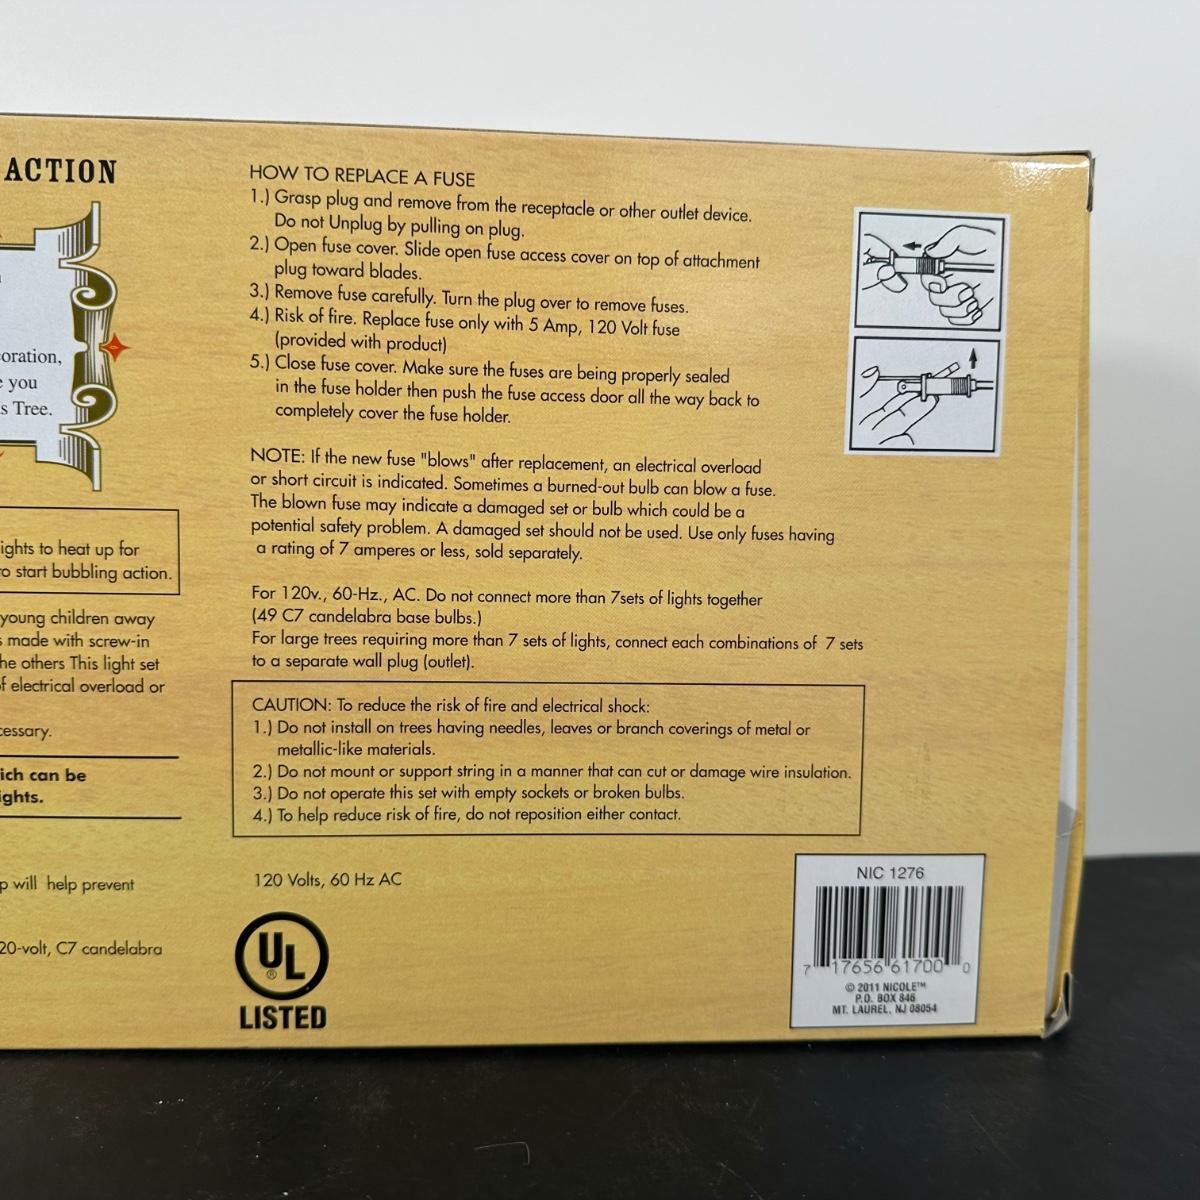 ACTION
oration,
e you
s Tree.
ights to heat up for
to start bubbling action.
young children away
s made with screw-in
he others This light set
of electrical overload or
cessary.
ich can be
ights.
p will help prevent
20-volt, C7 candelabra
HOW TO REPLACE A FUSE
1.) Grasp plug and remove from the receptacle or other outlet device.
Do not Unplug by pulling on plug.
2.) Open fuse cover. Slide open fuse access cover on top of attachment
plug toward blades.
3.) Remove fuse carefully. Turn the plug over to remove fuses.
4.) Risk of fire. Replace fuse only with 5 Amp, 120 Volt fuse
(provided with product)
5.) Close fuse cover. Make sure the fuses are being properly sealed
in the fuse holder then push the fuse access door all the way back to
completely cover the fuse holder.
NOTE: If the new fuse "blows" after replacement, an electrical overload
or short circuit is indicated. Sometimes a burned-out bulb can blow a fuse.
The blown fuse may indicate a damaged set or bulb which could be a
potential safety problem. A damaged set should not be used. Use only fuses having
a rating of 7 amperes or less, sold separately.
For 120v., 60-Hz., AC. Do not connect more than 7sets of lights together
(49 C7 candelabra base bulbs.)
For large trees requiring more than 7 sets of lights, connect each combinations of 7 sets
to a separate wall plug (outlet).
CAUTION: To reduce the risk of fire and electrical shock:
1.) Do not install on trees having needles, leaves or branch coverings of metal or
metallic-like materials.
2.) Do not mount or support string in a manner that can cut or damage wire insulation.
3.) Do not operate this set with empty sockets or broken bulbs.
4.) To help reduce risk of fire, do not reposition either contact.
120 Volts, 60 Hz AC
UL
®
LISTED
NIC 1276
7 17656 61700 0
© 2011 NICOLE™
P.O. BOX 846
MT. LAUREL, NJ 08054